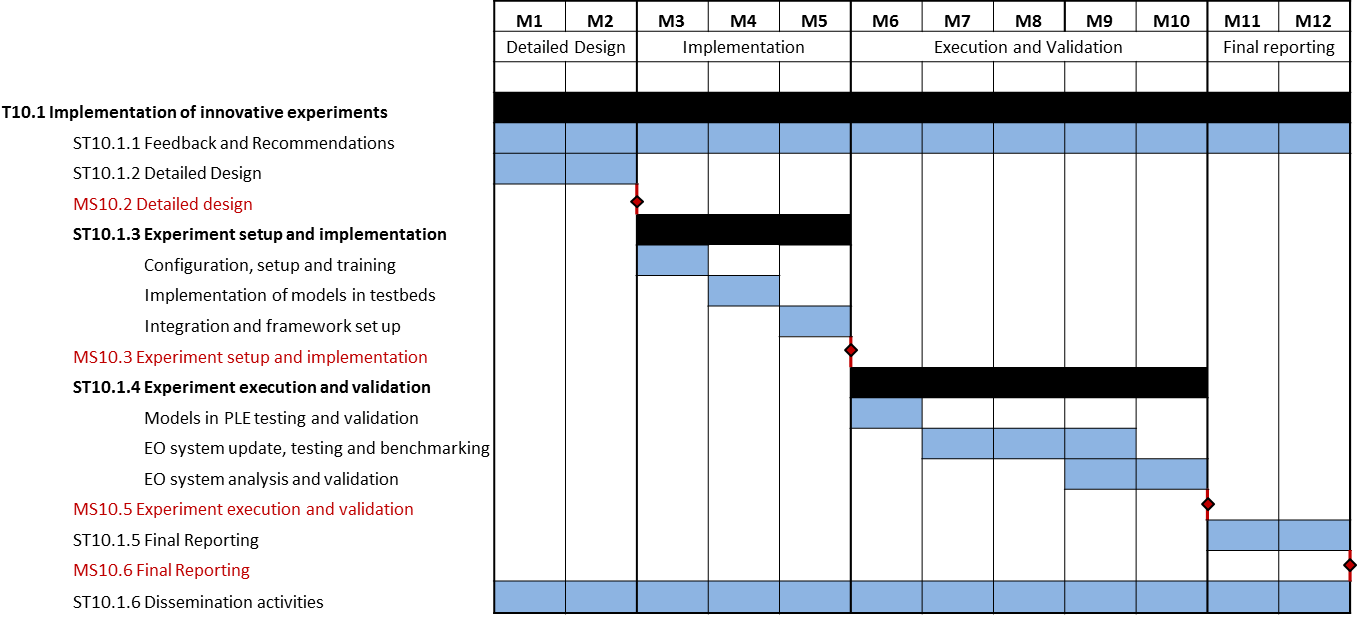 M1 M2 M3 M4 M5 M6 M7 M8 M9 M10 M11 M12
Detailed Design Implementation Execution and Validation Final reporting
T10.1 Implementation of innovative experiments
ST10.1.1 Feedback and Recommendations
ST10.1.2 Detailed Design
MS10.2 Detailed design
ST10.1.3 Experiment setup and implementation
Configuration, setup and training
Implementation of models in testbeds
Integration and framework set up
MS10.3 Experiment setup and implementation
ST10.1.4 Experiment execution and validation
Models in PLE testing and validation
EO system update, testing and benchmarking
EO system analysis and validation
MS10.5 Experiment execution and validation
ST10.1.5 Final Reporting
MS10.6 Final Reporting
ST10.1.6 Dissemination activities